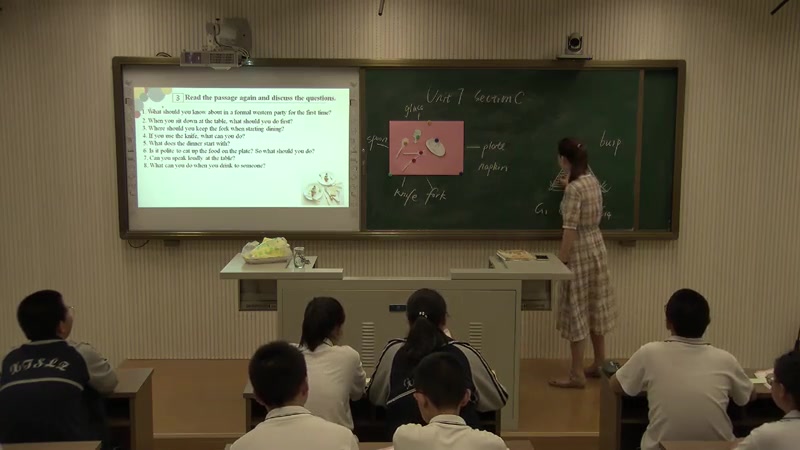 3 Read the passage again and discuss the questions.
1. What should you know about in a formal western party for the first time?
2. When you sit down at the table, what should you do first?
3. Where should you keep the fork when starting dining?
4. If you use the knife, what can you do?
5. What does the dinner start with?
6. Is it polite to eat up the food on the plate? So what should you do?
7. Can you speak loudly at the table?
8. What can you do when you drink to someone?
Unit 7 Section C
glass
spoon
plate
napkin
knife fork
G1